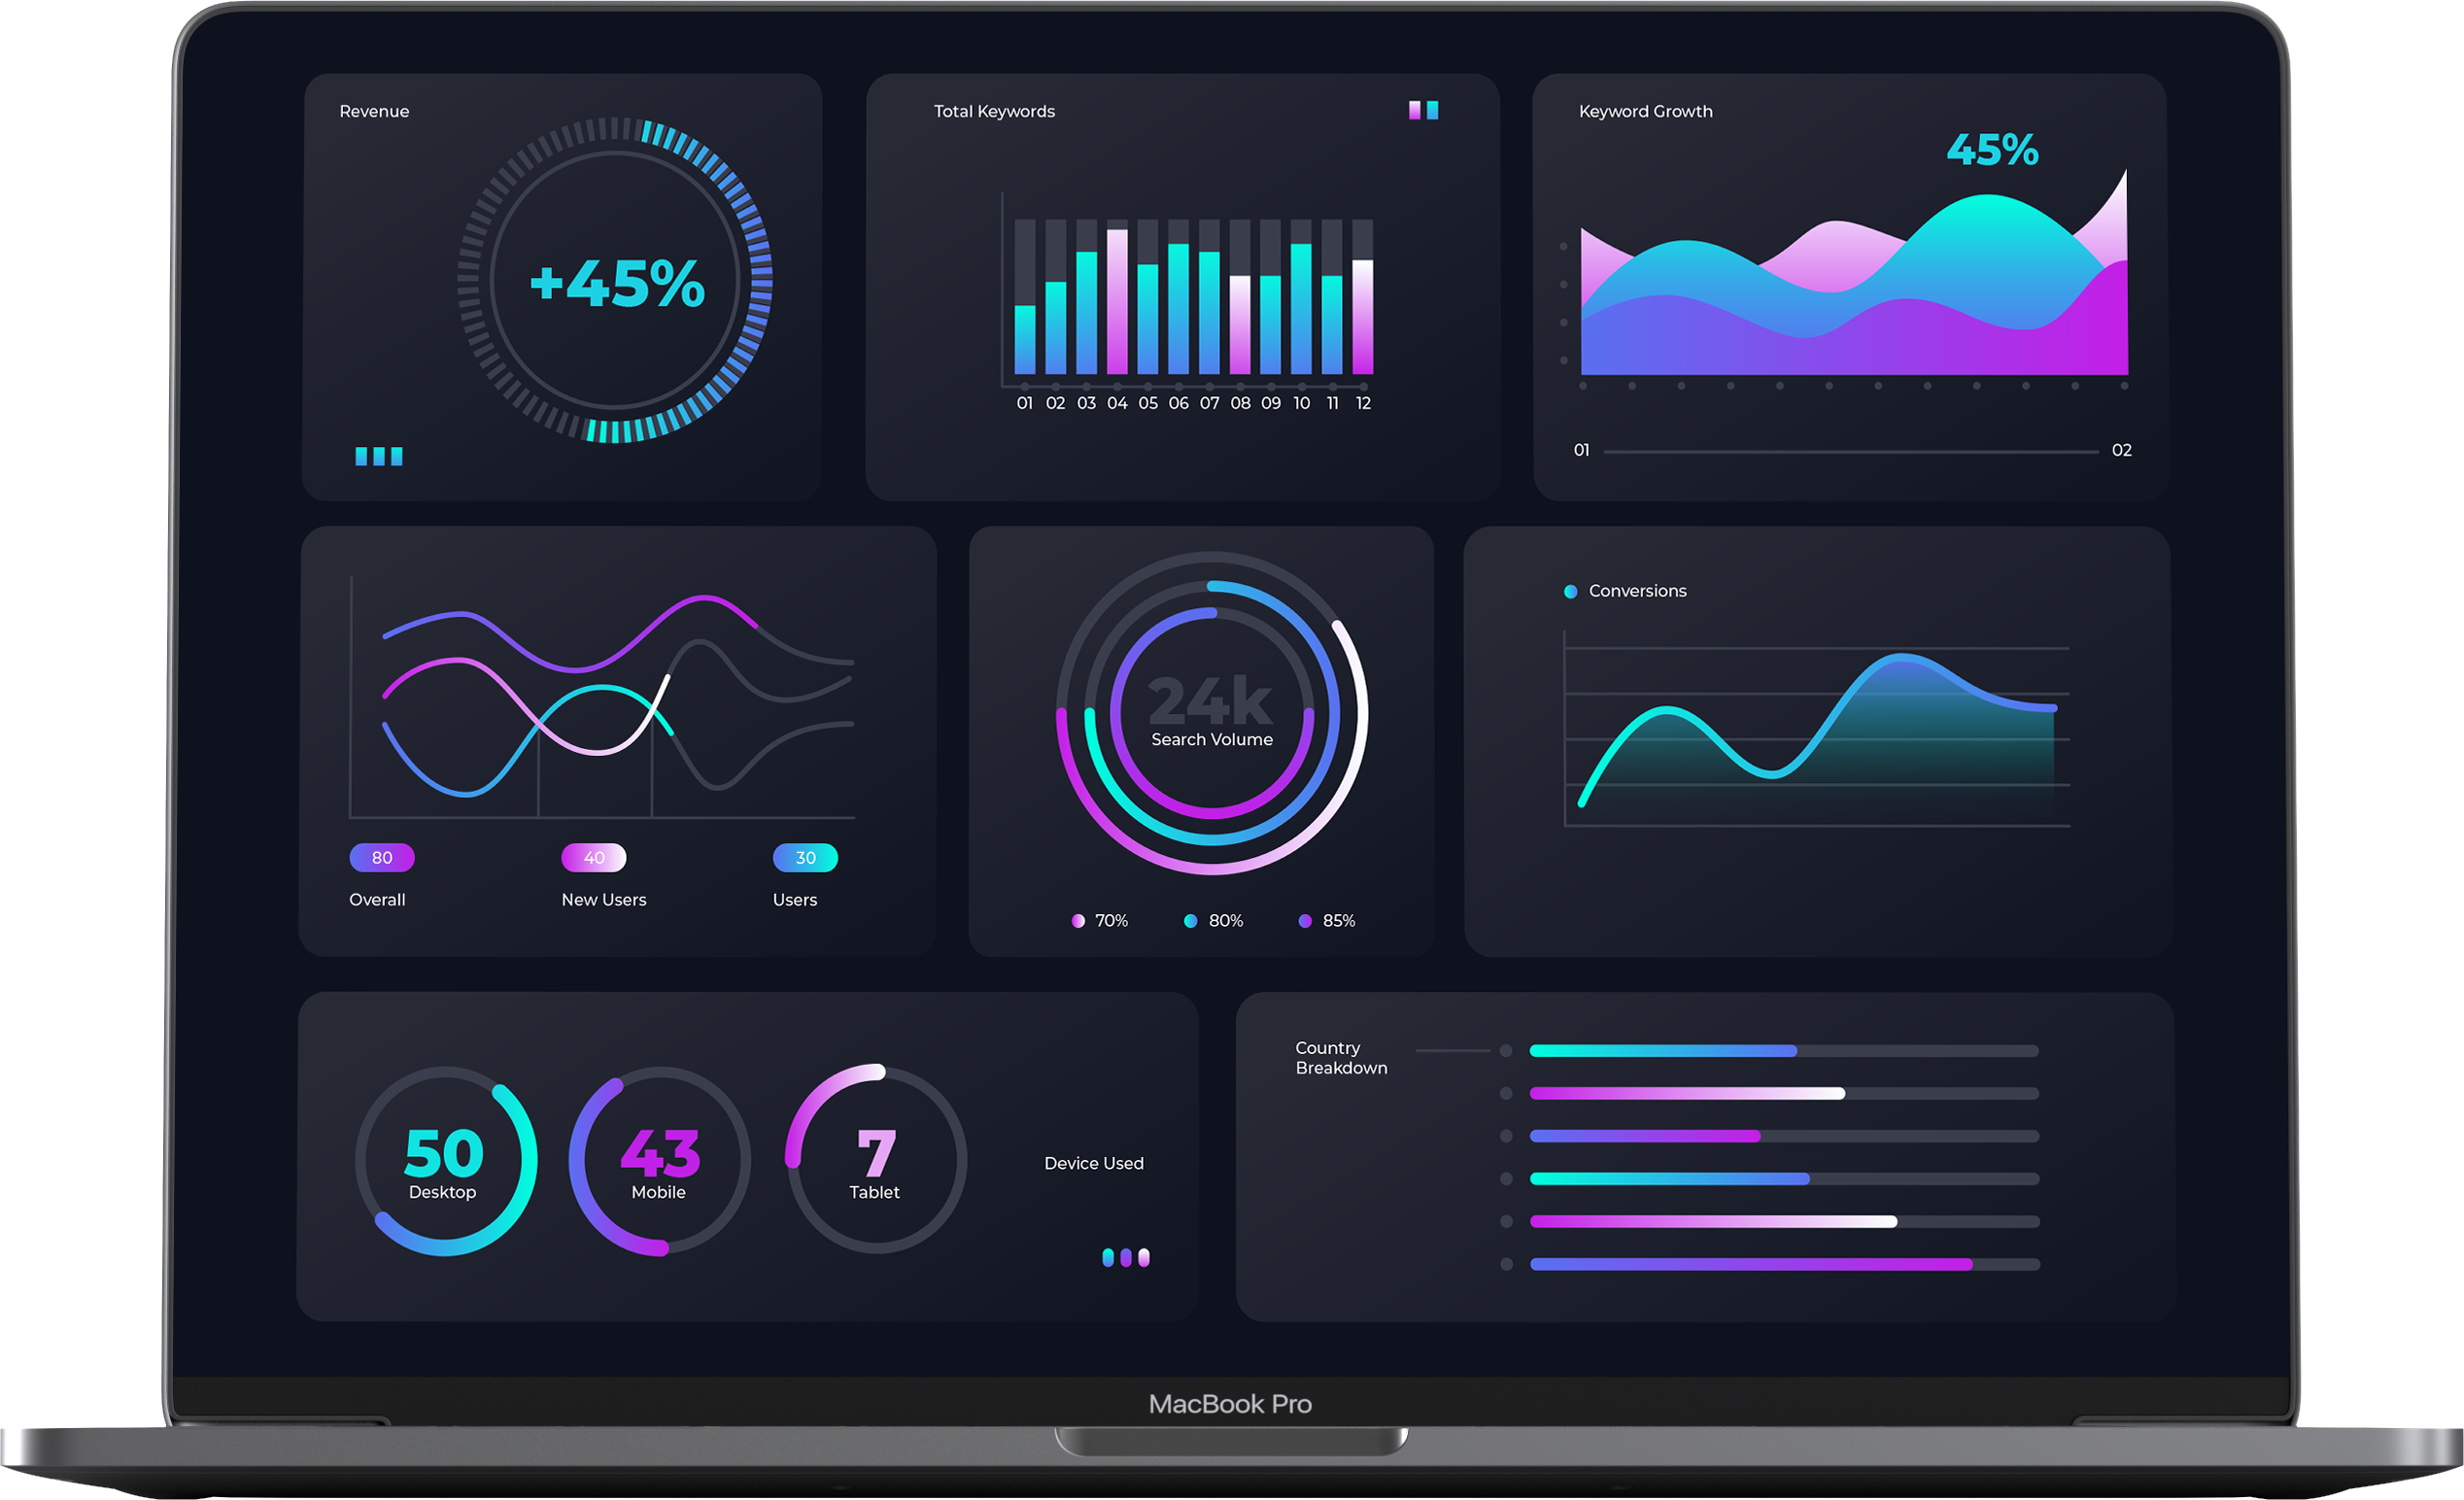 Revenue
+45%
Total Keywords
01 02 03 04 05 06 07 08 09 10 11 12
Keyword Growth
45%
01 02
80 40 30
Overall New Users Users
24k
Search Volume
70% 80% 85%
Conversions
50
Desktop
43
Mobile
7
Tablet
Device Used
Country
Breakdown
MacBook Pro